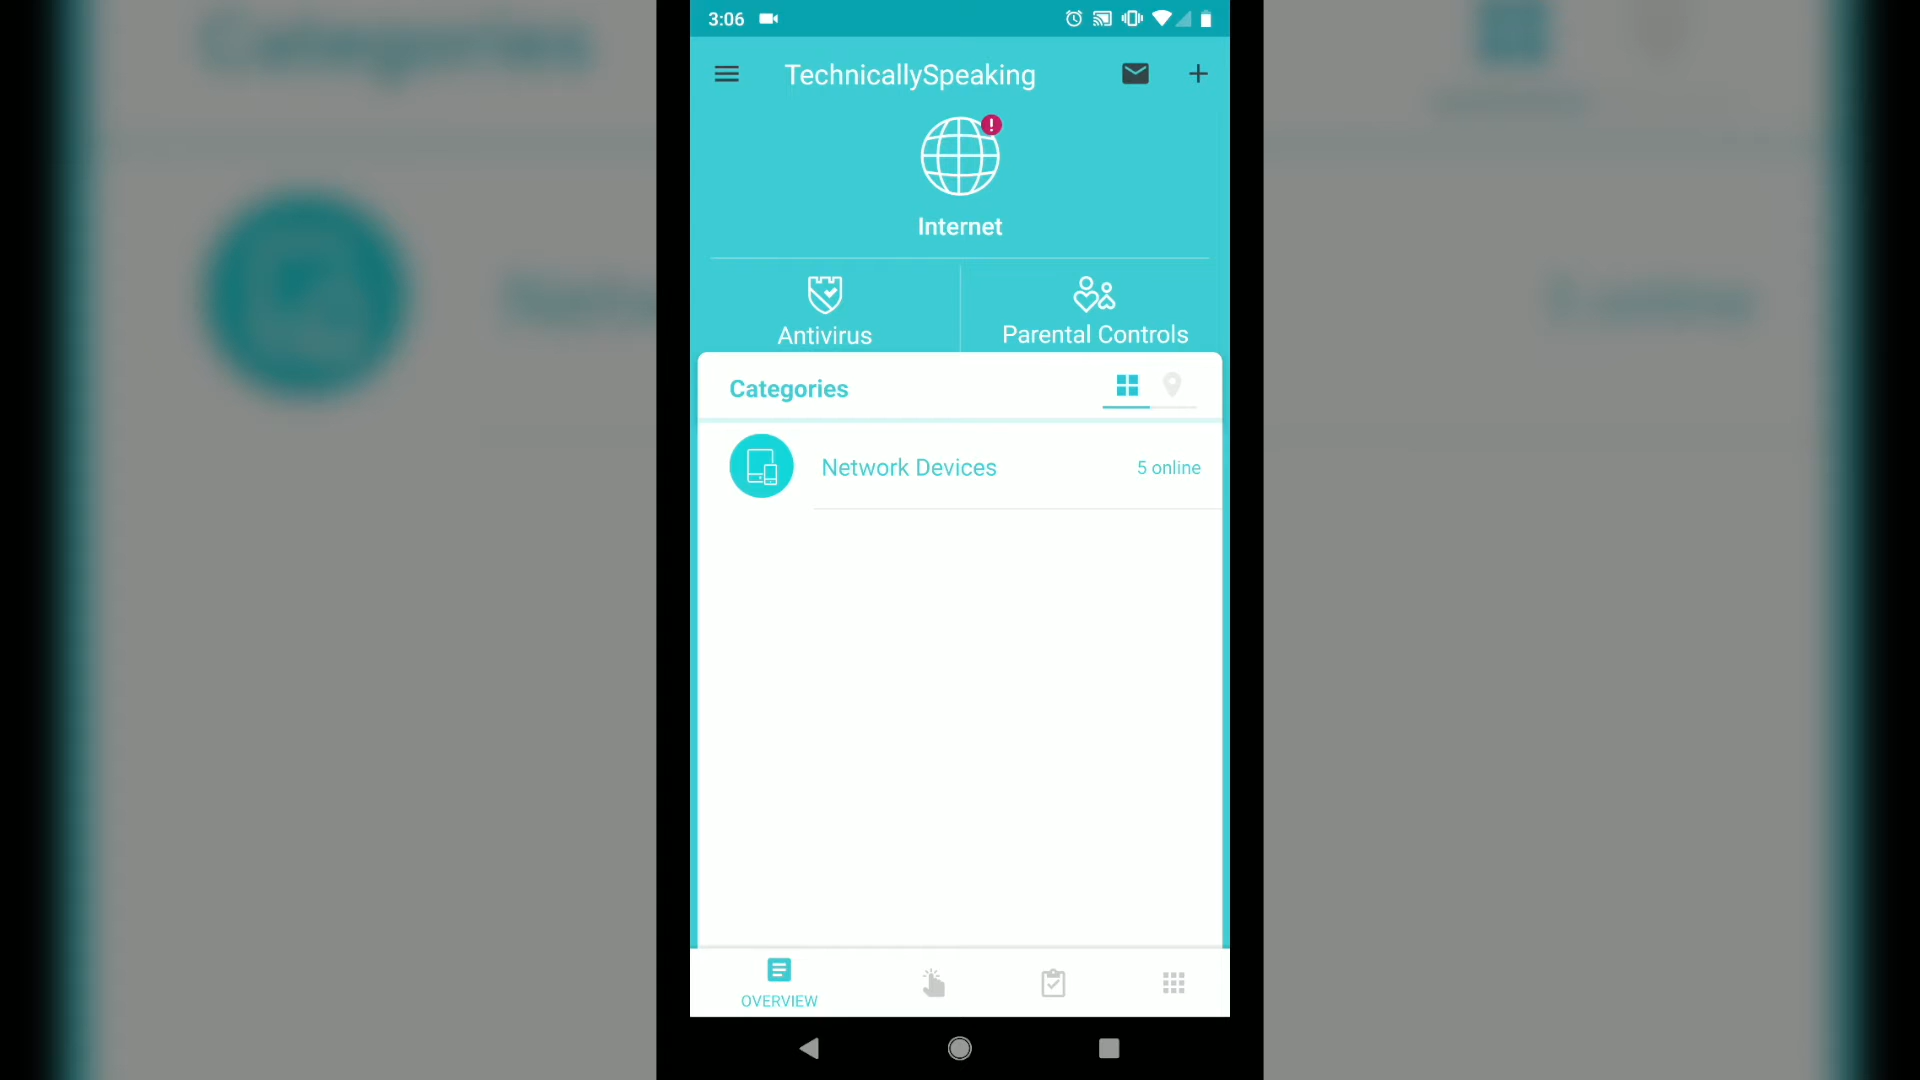 3:06
TechnicallySpeaking
Internet
Antivirus
Parental Controls
Categories
Network Devices
5 online
OVERVIEW